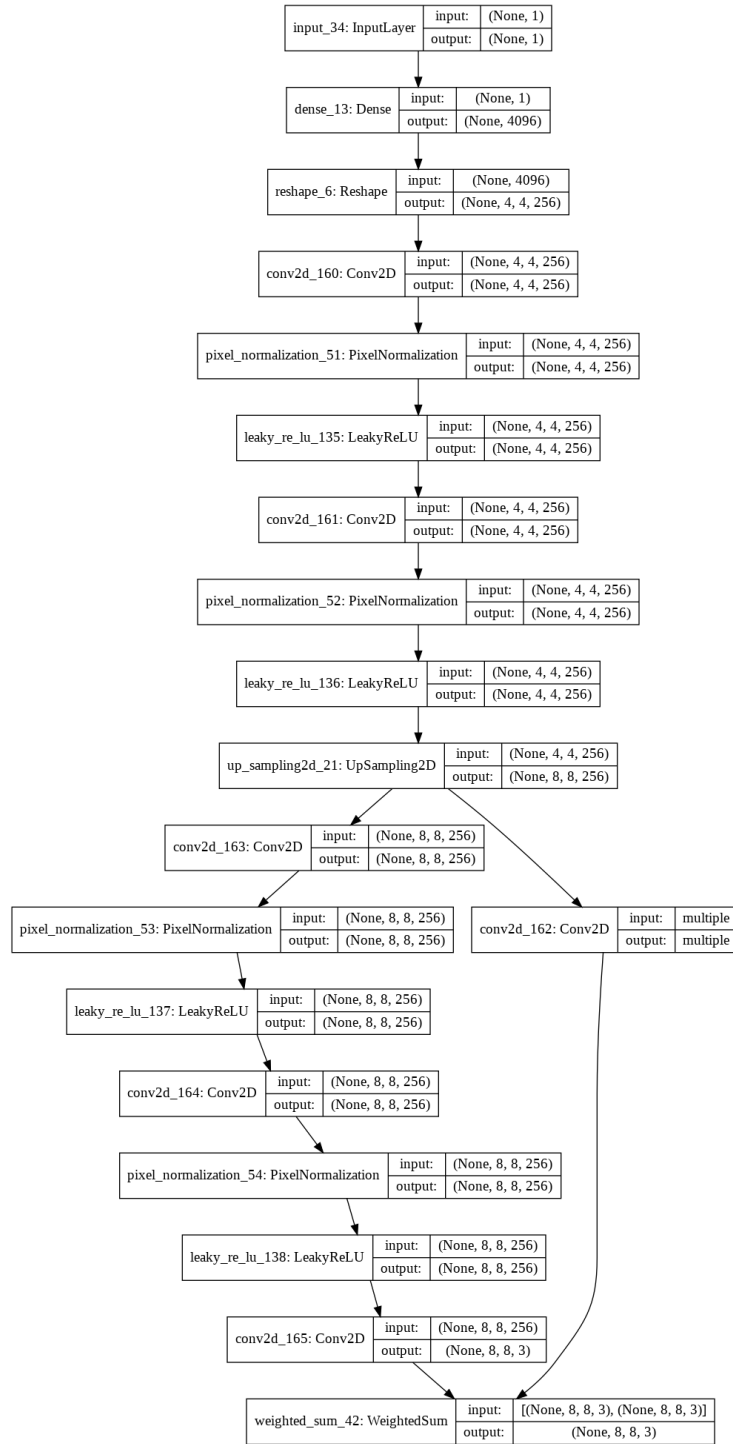 input_34: InputLayer
input: (None, 1)
output: (None, 1)
dense_13: Dense
input: (None, 1)
output: (None, 4096)
reshape_6: Reshape
input: (None, 4096)
output: (None, 4, 4, 256)
conv2d_160: Conv2D
input: (None, 4, 4, 256)
output: (None, 4, 4, 256)
pixel_normalization_51: PixelNormalization
input: (None, 4, 4, 256)
output: (None, 4, 4, 256)
leaky_re_lu_135: LeakyReLU
input: (None, 4, 4, 256)
output: (None, 4, 4, 256)
conv2d_161: Conv2D
input: (None, 4, 4, 256)
output: (None, 4, 4, 256)
pixel_normalization_52: PixelNormalization
input: (None, 4, 4, 256)
output: (None, 4, 4, 256)
leaky_re_lu_136: LeakyReLU
input: (None, 4, 4, 256)
output: (None, 4, 4, 256)
up_sampling2d_21: UpSampling2D
input: (None, 4, 4, 256)
output: (None, 8, 8, 256)
conv2d_163: Conv2D
input: (None, 8, 8, 256)
output: (None, 8, 8, 256)
pixel_normalization_53: PixelNormalization
input: (None, 8, 8, 256)
output: (None, 8, 8, 256)
conv2d_162: Conv2D
input: multiple
output: multiple
leaky_re_lu_137: LeakyReLU
input: (None, 8, 8, 256)
output: (None, 8, 8, 256)
conv2d_164: Conv2D
input: (None, 8, 8, 256)
output: (None, 8, 8, 256)
pixel_normalization_54: PixelNormalization
input: (None, 8, 8, 256)
output: (None, 8, 8, 256)
leaky_re_lu_138: LeakyReLU
input: (None, 8, 8, 256)
output: (None, 8, 8, 256)
conv2d_165: Conv2D
input: (None, 8, 8, 256)
output: (None, 8, 8, 3)
weighted_sum_42: WeightedSum
input: [(None, 8, 8, 3), (None, 8, 8, 3)]
output: (None, 8, 8, 3)